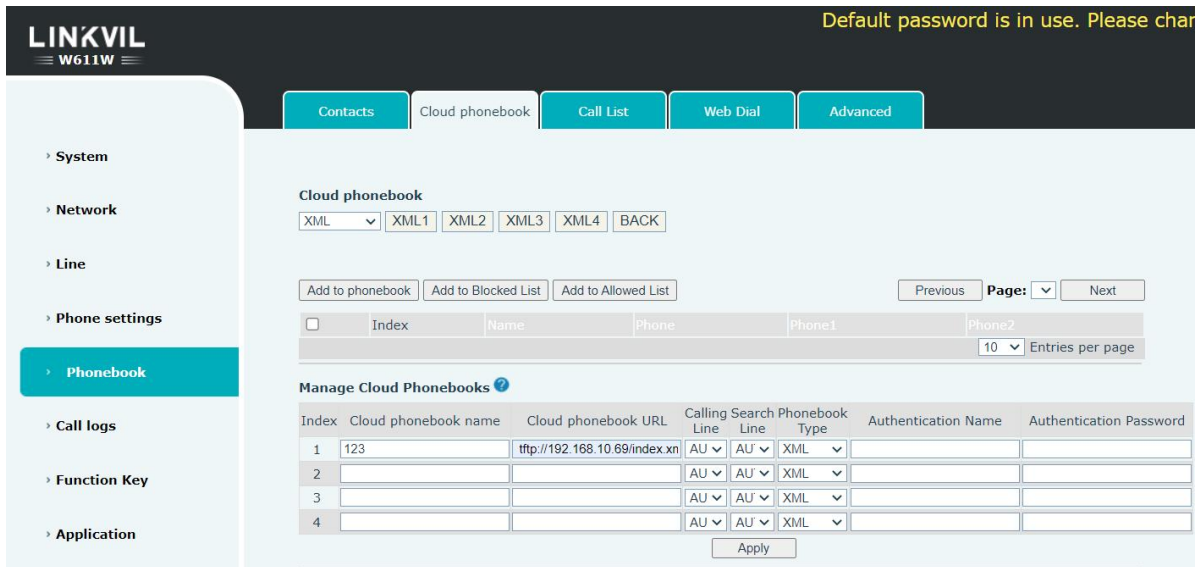 Default password is in use. Please char
LINKVIL
W611W
Contacts Cloud phonebook Call List Web Dial Advanced
› System
› Network
› Line
› Phone settings
› Phonebook
› Call logs
› Function Key
› Application
Cloud phonebook
XML XML1 XML2 XML3 XML4 BACK
Add to phonebook Add to Blocked List Add to Allowed List Previous Page: Next
Index Name Phone Phone1 Phone2
10 Entries per page
Manage Cloud Phonebooks ?
Index Cloud phonebook name Cloud phonebook URL Calling Line Search Line Phonebook Type Authentication Name Authentication Password
1 123 tftp://192.168.10.69/index.xn AU AU XML
2 AU AU XML
3 AU AU XML
4 AU AU XML
Apply